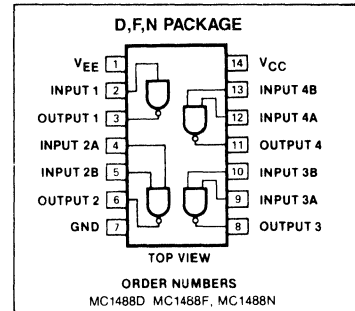 D,F,N PACKAGE
VEE 1 14 VCC
INPUT 1 2 13 INPUT 4B
OUTPUT 1 3 12 INPUT 4A
INPUT 2A 4 11 OUTPUT 4
INPUT 2B 5 10 INPUT 3B
OUTPUT 2 6 9 INPUT 3A
GND 7 8 OUTPUT 3
TOP VIEW
ORDER NUMBERS
MC1488D MC1488F, MC1488N